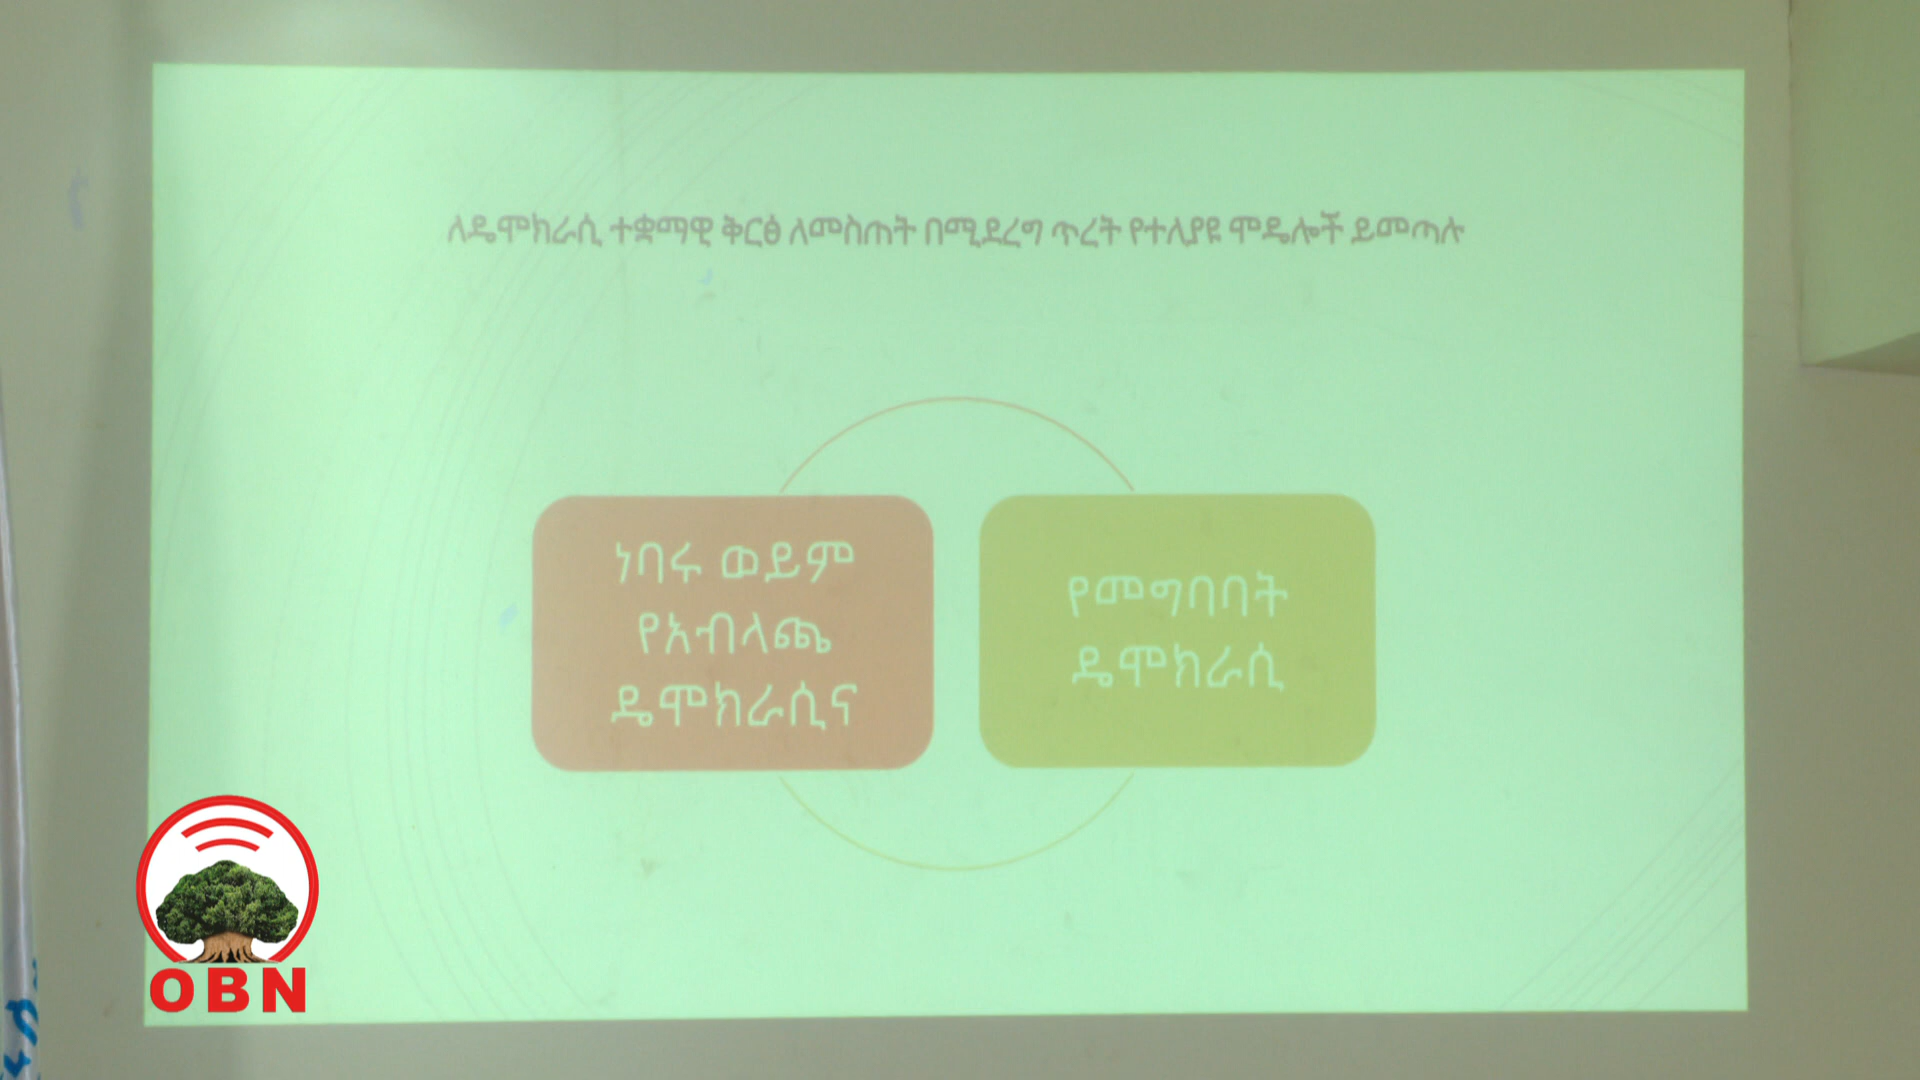 ለዴሞክራሲ ተቋማዊ ቅርፅ ለመስጠት በሚደረግ ጥረት የተለያዩ ሞዴሎች ይመጣሉ
ነባሩ ወይም
የአብላጫ
ዴሞክራሲና
የመግባባት
ዴሞክራሲ
OBN